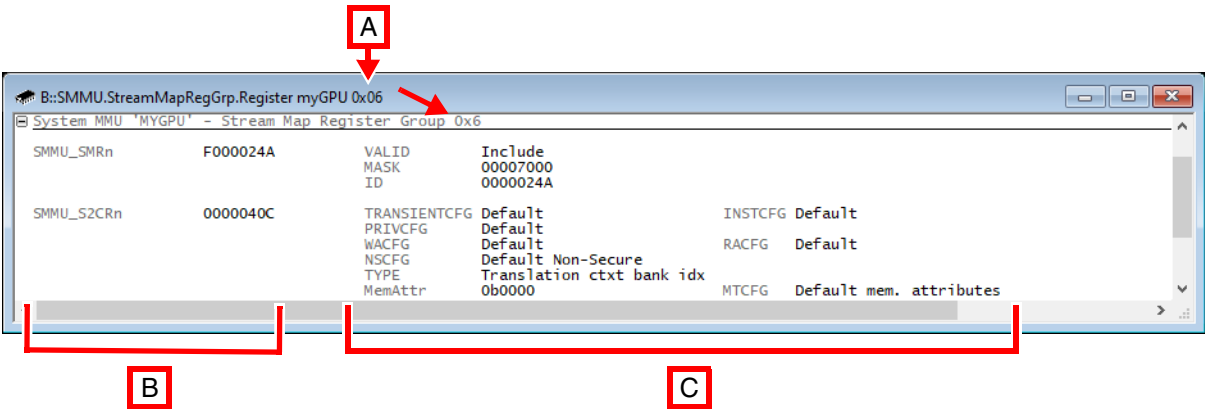 A
B::SMMU.StreamMapRegGrp.Register myGPU 0x06
System MMU 'MYGPU' - Stream Map Register Group 0x6
SMMU_SMRn F000024A VALID Include
MASK 00007000
ID 0000024A
SMMU_S2CRn 0000040C TRANSIENTCFG Default INSTCFG Default
PRIVCFG Default
WACFG Default RACFG Default
NSCFG Default Non-Secure
TYPE Translation ctxt bank idx
MemAttr 0b0000 MTCFG Default mem. attributes
B C